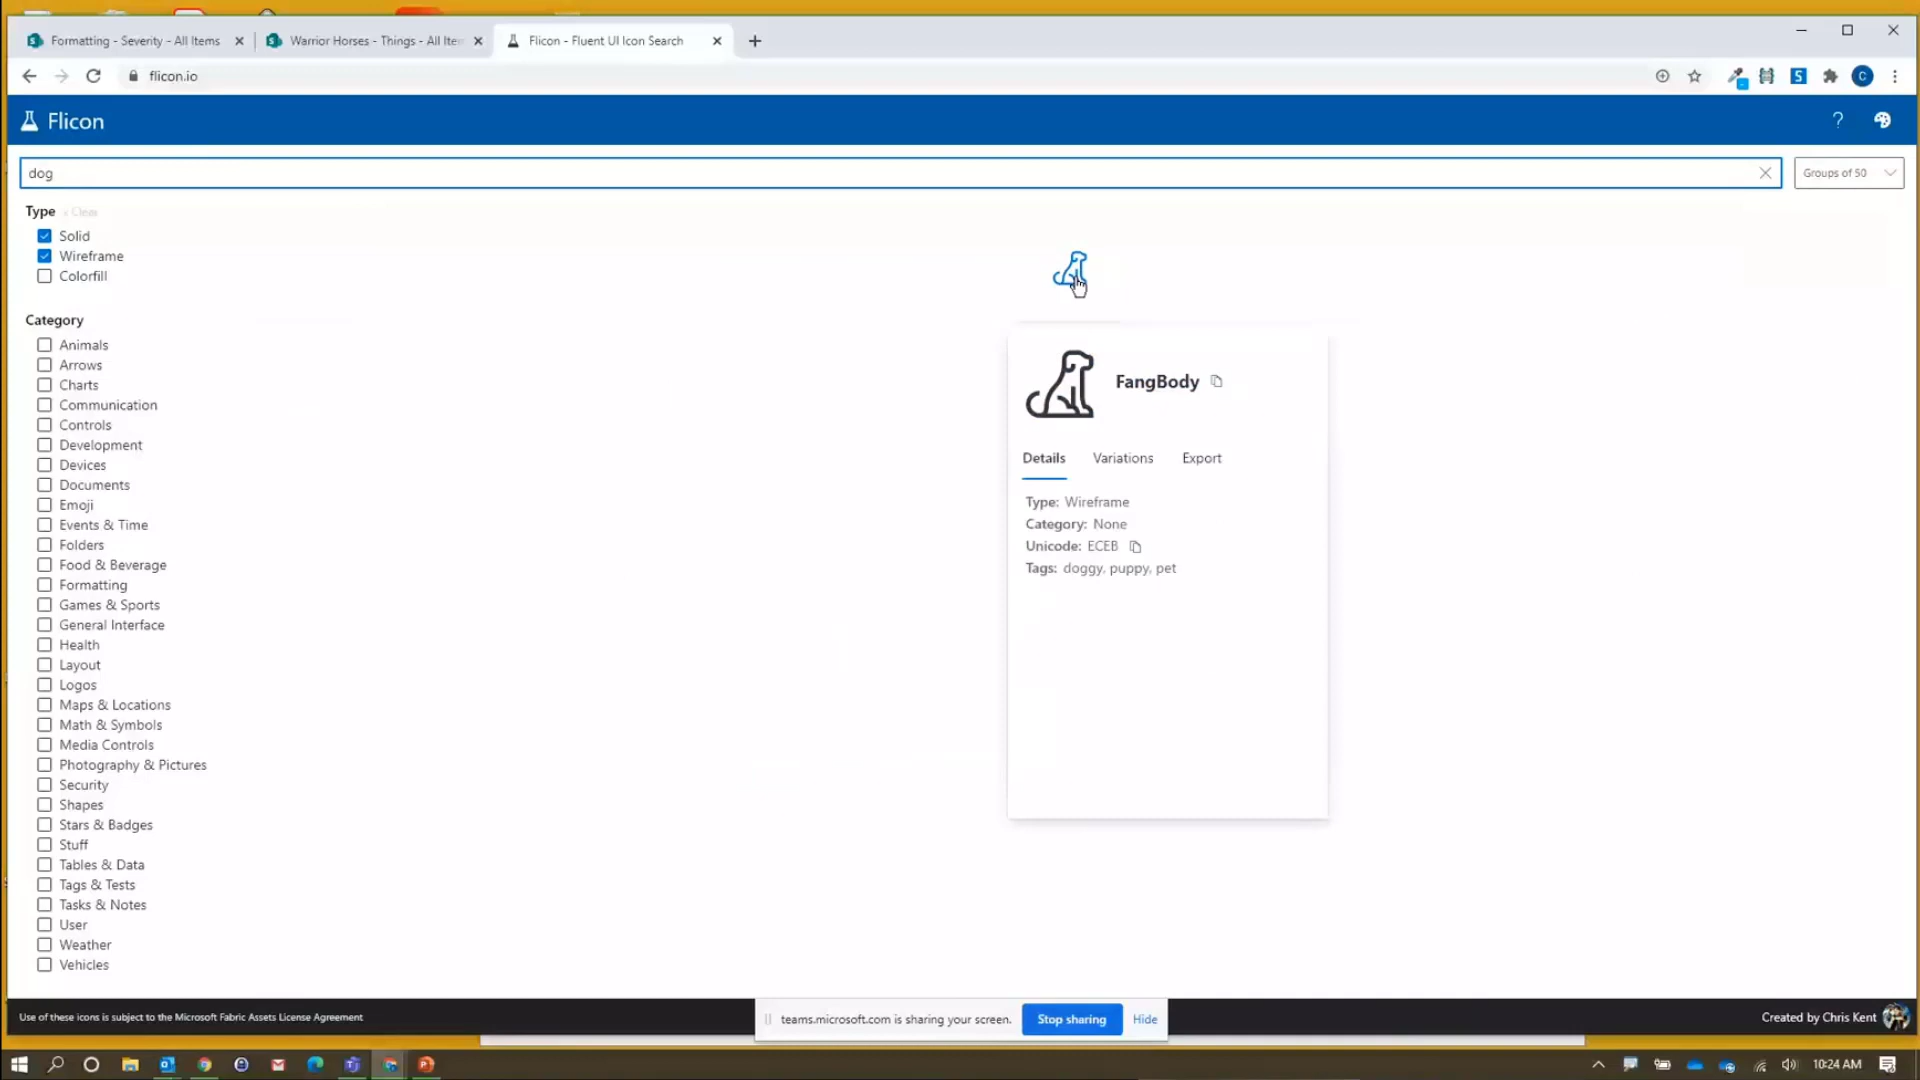 Formatting - Severity - All Items
Warrior Horses - Things - All Iter
Flicon - Fluent UI Icon Search
flicon.io
S
C
Flicon
?
dog
Groups of 50
Type
« Clear
Solid
Wireframe
Colorfill
Category
Animals
Arrows
Charts
Communication
Controls
Development
Devices
Documents
Emoji
Events & Time
Folders
Food & Beverage
Formatting
Games & Sports
General Interface
Health
Layout
Logos
Maps & Locations
Math & Symbols
Media Controls
Photography & Pictures
Security
Shapes
Stars & Badges
Stuff
Tables & Data
Tags & Tests
Tasks & Notes
User
Weather
Vehicles
FangBody
Details Variations Export
Type: Wireframe
Category: None
Unicode: ECEB
Tags: doggy, puppy, pet
Use of these icons is subject to the Microsoft Fabric Assets License Agreement
teams.microsoft.com is sharing your screen.
Stop sharing
Hide
Created by Chris Kent
10:24 AM